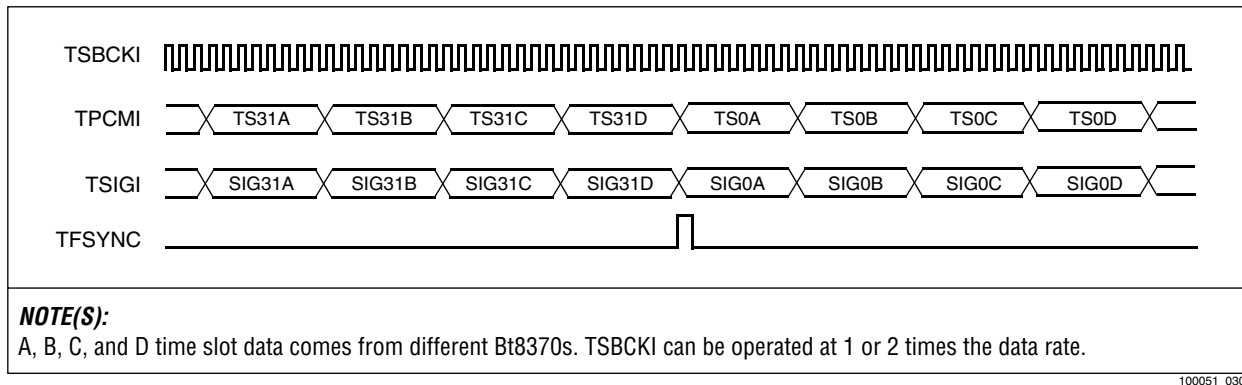 TSBCKI
TPCMI TS31A TS31B TS31C TS31D TS0A TS0B TS0C TS0D
TSIGI SIG31A SIG31B SIG31C SIG31D SIG0A SIG0B SIG0C SIG0D
TFSYNC
NOTE(S):
A, B, C, and D time slot data comes from different Bt8370s. TSBCKI can be operated at 1 or 2 times the data rate.
100051_030